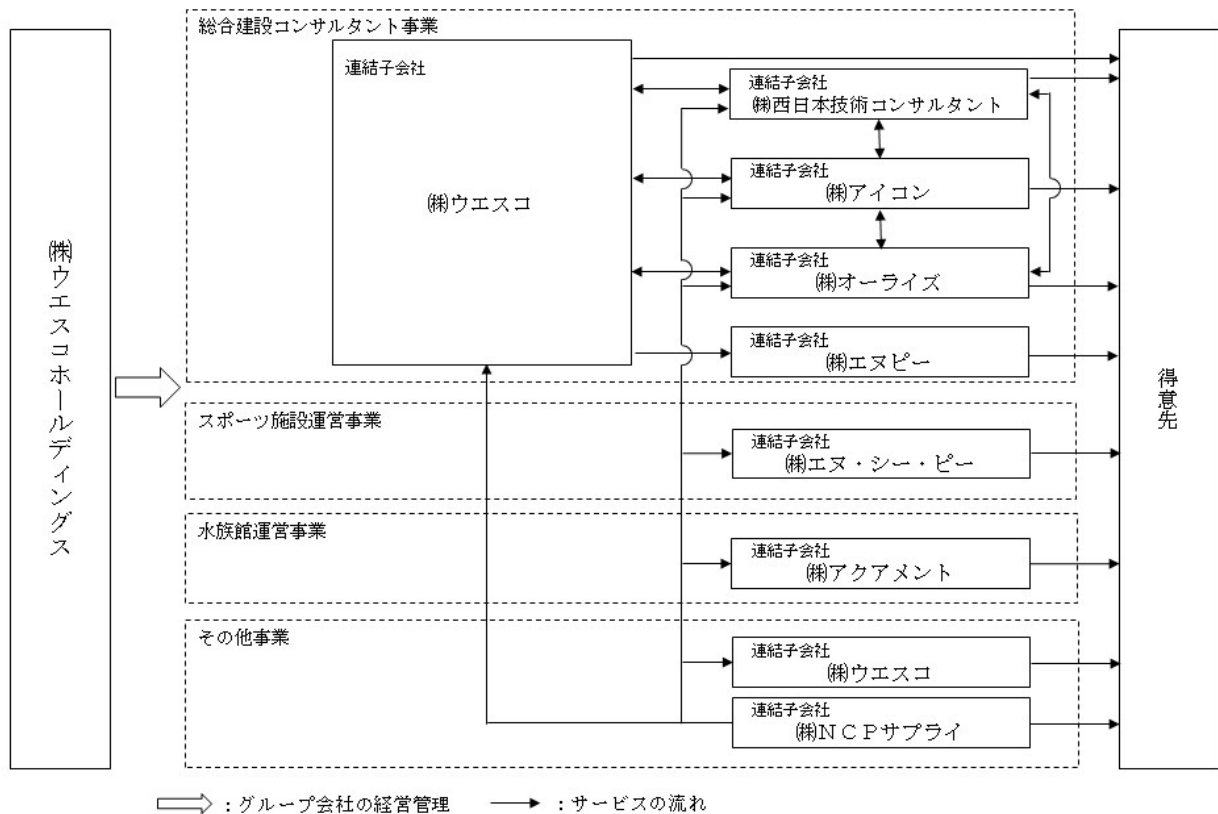 ㈱ウエスコホールディングス
総合建設コンサルタント事業
連結子会社
㈱ウエスコ
連結子会社
㈱西日本技術コンサルタント
連結子会社
㈱アイコン
連結子会社
㈱オーライズ
連結子会社
㈱エヌピー
スポーツ施設運営事業
連結子会社
㈱エヌ・シー・ピー
水族館運営事業
連結子会社
㈱アクアメント
その他事業
連結子会社
㈱ウエスコ
連結子会社
㈱ＮＣＰサプライ
得意先
：グループ会社の経営管理
：サービスの流れ